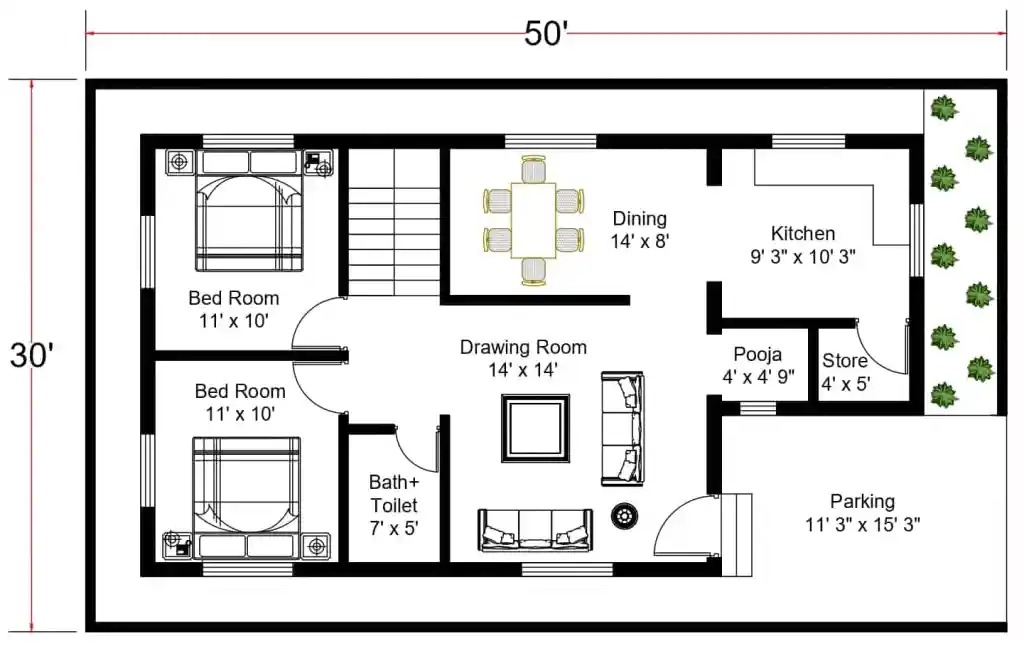 50'
30'
Dining
14' x 8'
Kitchen
9' 3" x 10' 3"
Bed Room
11' x 10'
Drawing Room
14' x 14'
Pooja
4' x 4' 9"
Store
4' x 5'
Bed Room
11' x 10'
Bath+
Toilet
7' x 5'
Parking
11' 3" x 15' 3"